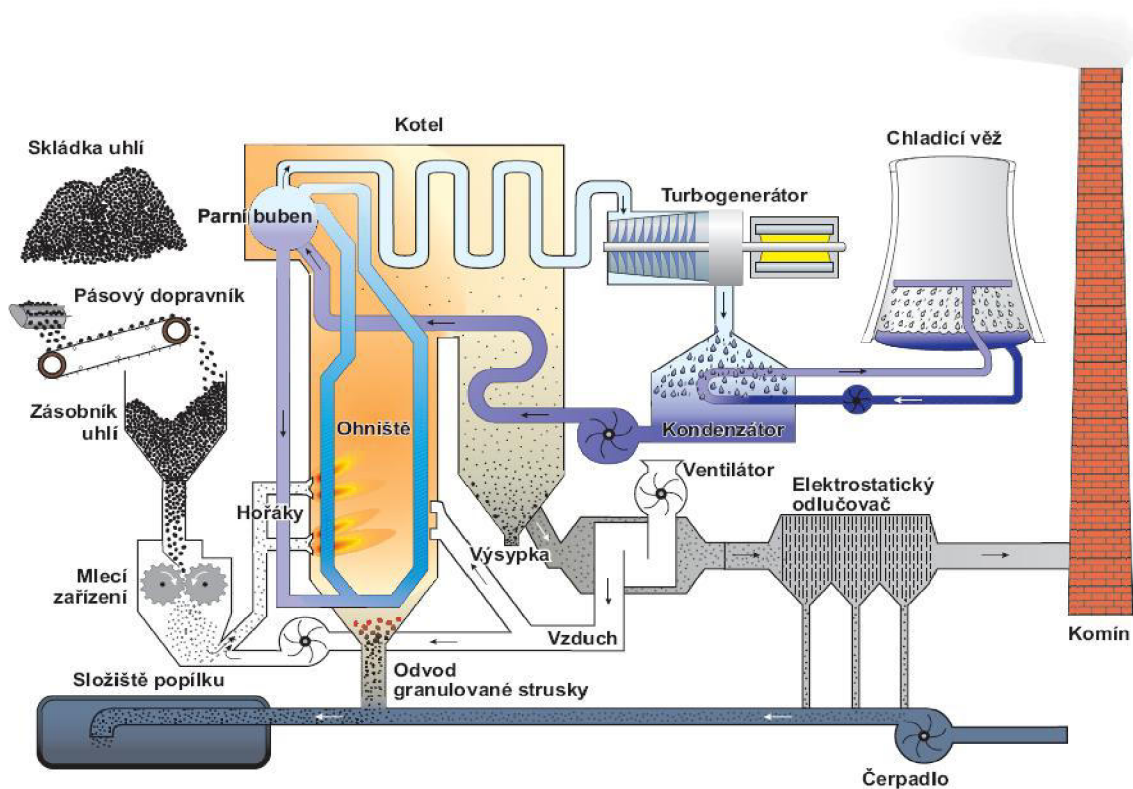 Kotel
Skládka uhlí
Chladicí věž
Turbogenerátor
Parní buben
Pásový dopravník
Zásobník
uhlí
Ohniště
Kondenzátor
Ventilátor
Elektrostatický
odlučovač
Hořáky
Výsypka
Mlecí
zařízení
Vzduch
Komín
Odvod
granulované strusky
Složiště popílku
Čerpadlo